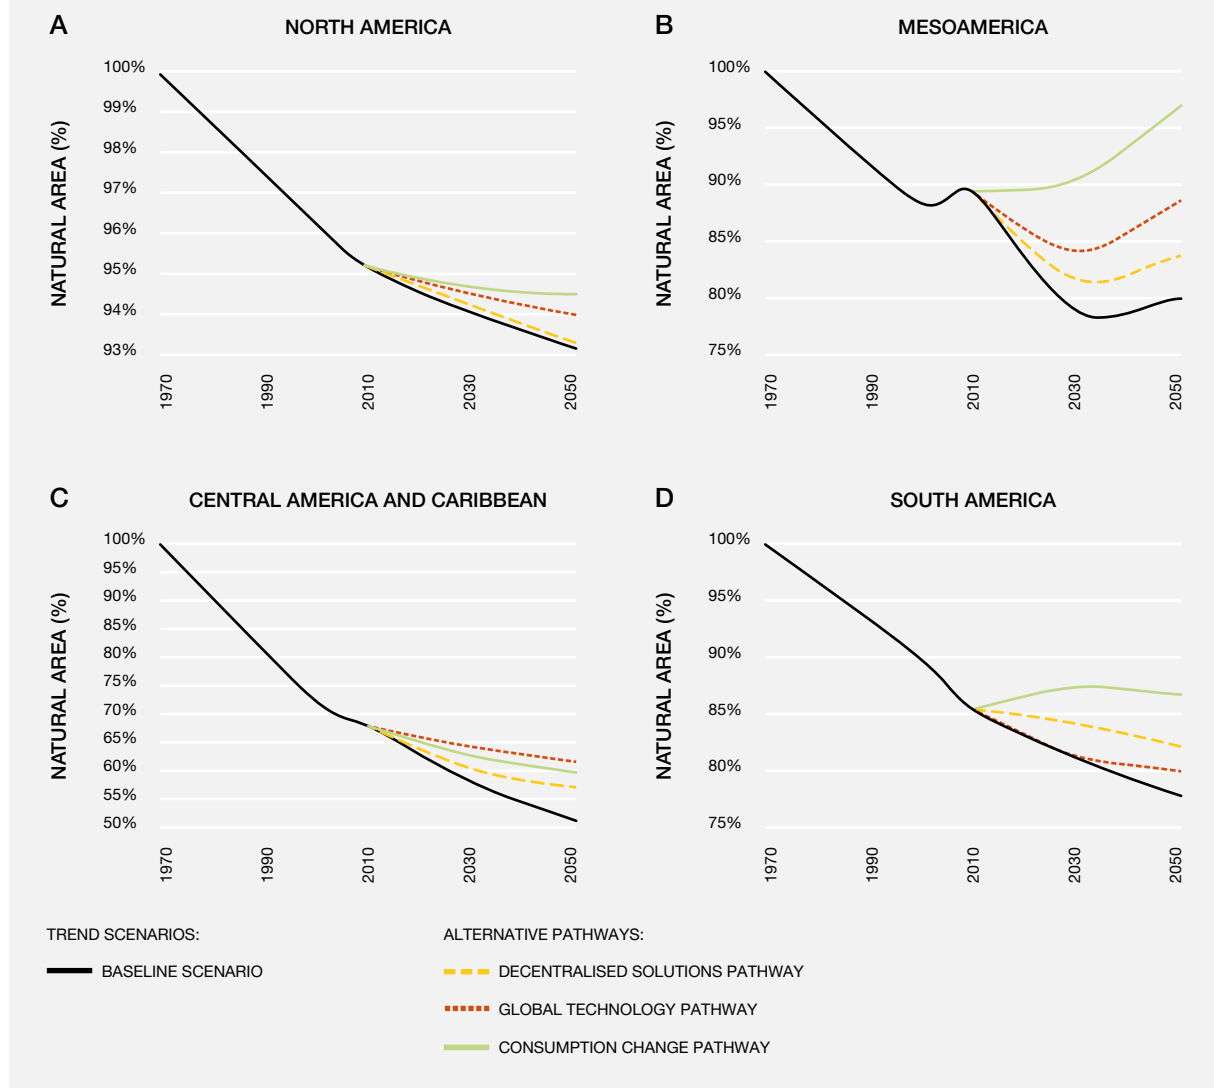 A
NORTH AMERICA
NATURAL AREA (%)
100%
99%
98%
97%
96%
95%
94%
93%
1970
1990
2010
2030
2050
B
MESOAMERICA
NATURAL AREA (%)
100%
95%
90%
85%
80%
75%
1970
1990
2010
2030
2050
C
CENTRAL AMERICA AND CARIBBEAN
NATURAL AREA (%)
100%
95%
90%
85%
80%
75%
70%
65%
60%
55%
50%
1970
1990
2010
2030
2050
D
SOUTH AMERICA
NATURAL AREA (%)
100%
95%
90%
85%
80%
75%
1970
1990
2010
2030
2050
TREND SCENARIOS:
BASELINE SCENARIO
ALTERNATIVE PATHWAYS:
DECENTRALISED SOLUTIONS PATHWAY
GLOBAL TECHNOLOGY PATHWAY
CONSUMPTION CHANGE PATHWAY